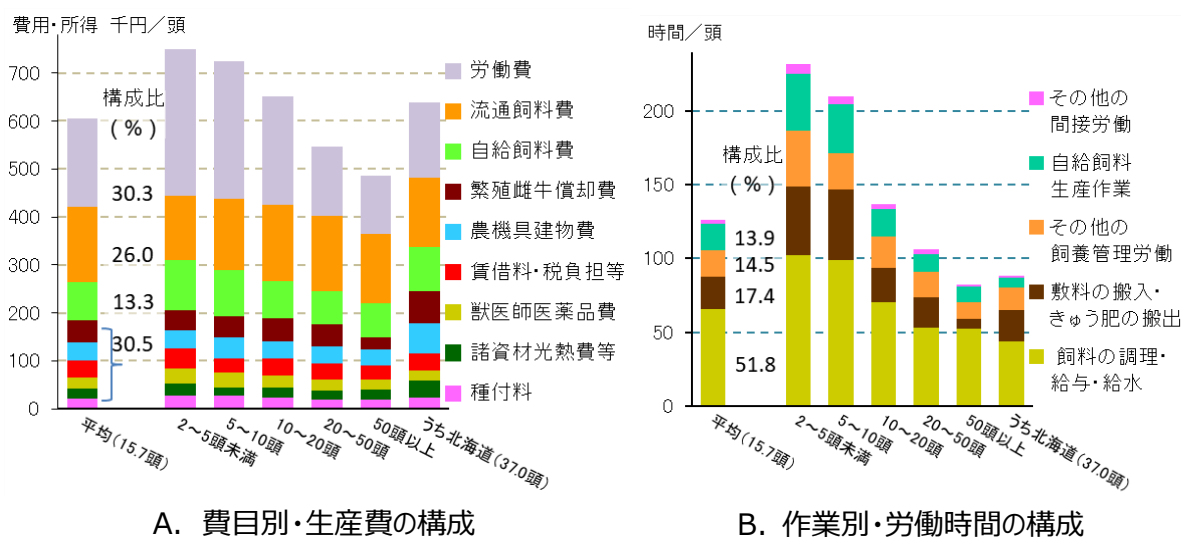 費用・所得 千円／頭
700
600
500
400
300
200
100
0
構成比
(％)
30.3
26.0
13.3
30.5
労働費
流通飼料費
自給飼料費
繁殖雌牛償却費
農機具建物費
賃借料・税負担等
獣医師医薬品費
諸資材光熱費等
種付料
平均(15.7頭)
2～5頭未満
5～10頭
10～20頭
20～50頭
50頭以上
うち北海道(37.0頭)
A. 費目別・生産費の構成
時間／頭
200
150
100
50
0
構成比
(％)
13.9
14.5
17.4
51.8
その他の
間接労働
自給飼料
生産作業
その他の
飼養管理労働
敷料の搬入・
きゅう肥の搬出
飼料の調理・
給与・給水
平均(15.7頭)
2～5頭未満
5～10頭
10～20頭
20～50頭
50頭以上
うち北海道(37.0頭)
B. 作業別・労働時間の構成